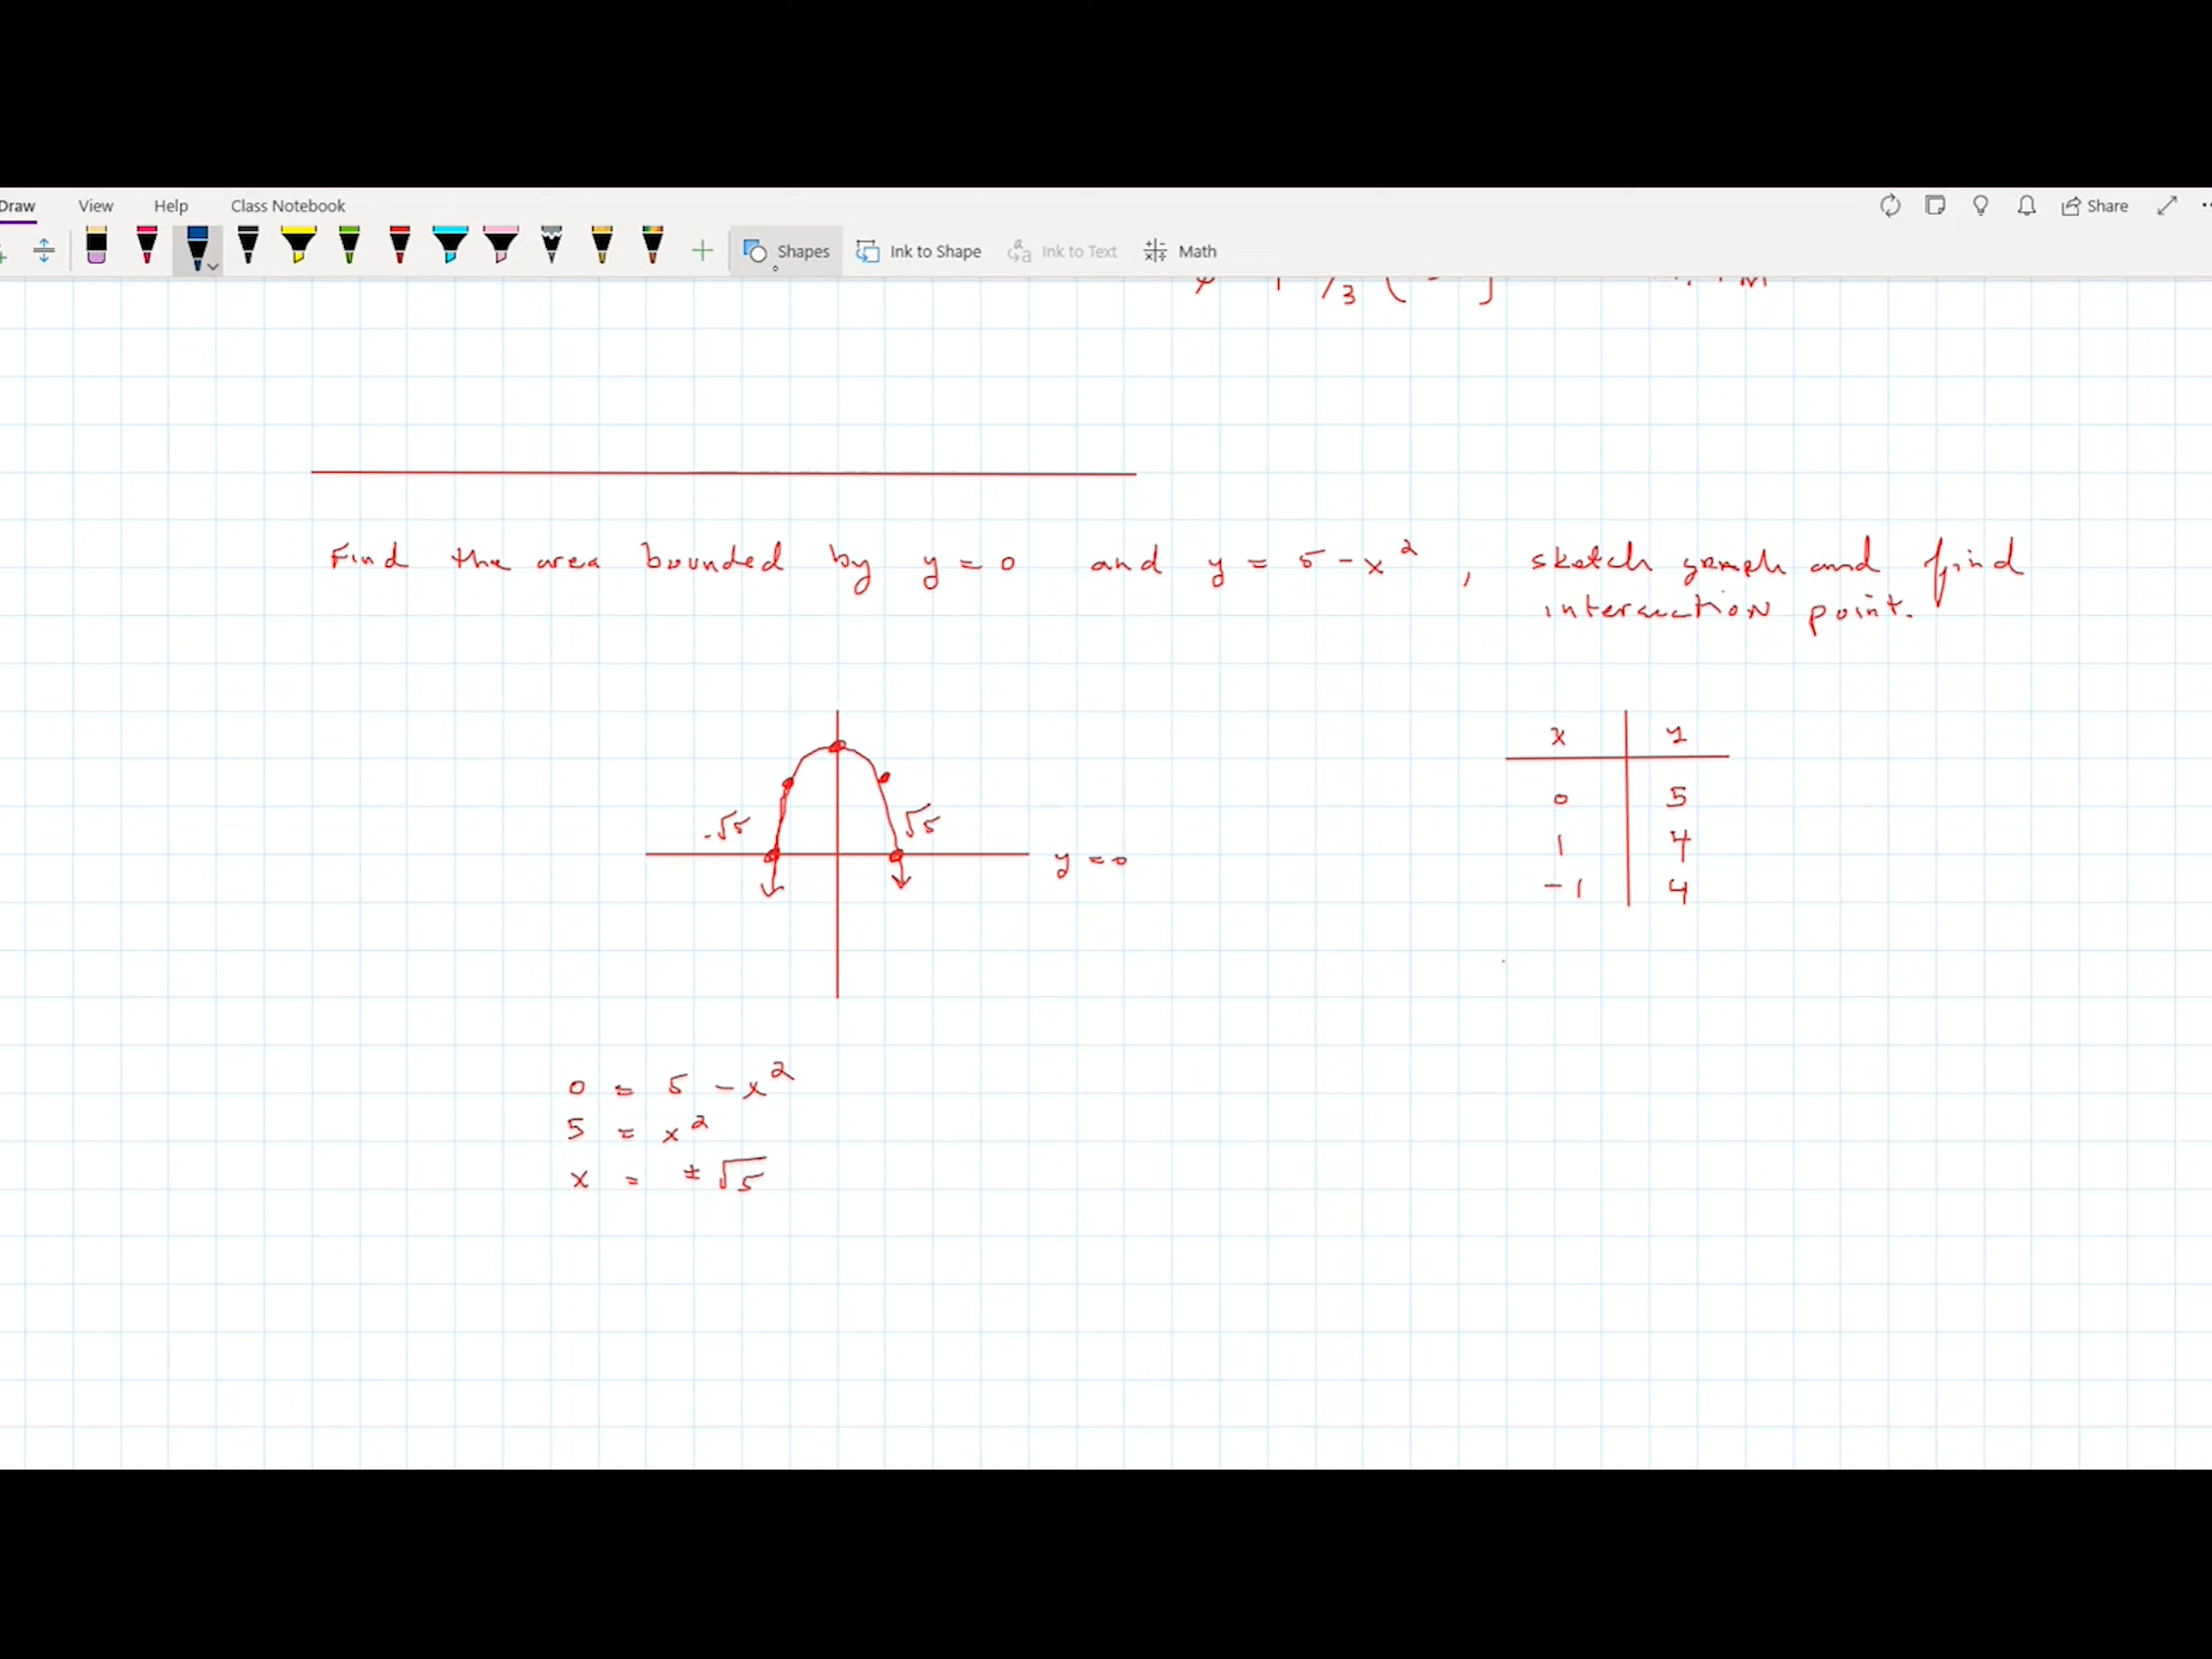 Draw View Help Class Notebook Share
Shapes Ink to Shape Ink to Text Math
Find the area bounded by y = 0 and y = 5 - x², sketch graph and find
intersection point.
x y
0 5
1 4
-1 4
-√5 √5
y = 0
0 = 5 - x²
5 = x²
x = ± √5